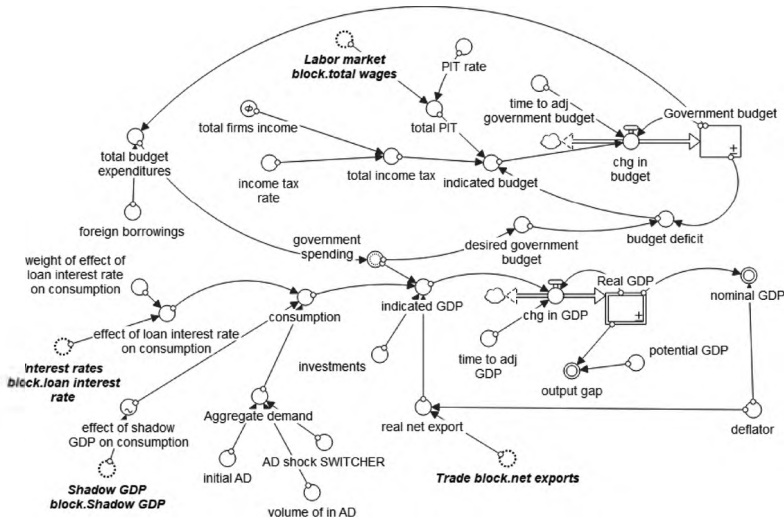 Labor market
block.total wages
PIT rate
time to adj
government budget
Government budget
total firms income
total PIT
total budget
expenditures
income tax
rate
total income tax
indicated budget
chg in
budget
foreign borrowings
government
spending
desired government
budget
budget deficit
weight of effect of
loan interest rate
on consumption
Real GDP
nominal GDP
effect of loan interest rate
on consumption
consumption
indicated GDP
chg in GDP
Interest rates
block.loan interest
rate
investments
time to adj
GDP
potential GDP
output gap
effect of shadow
GDP on consumption
Aggregate demand
real net export
deflator
initial AD
AD shock SWITCHER
Trade block.net exports
Shadow GDP
block.Shadow GDP
volume of in AD